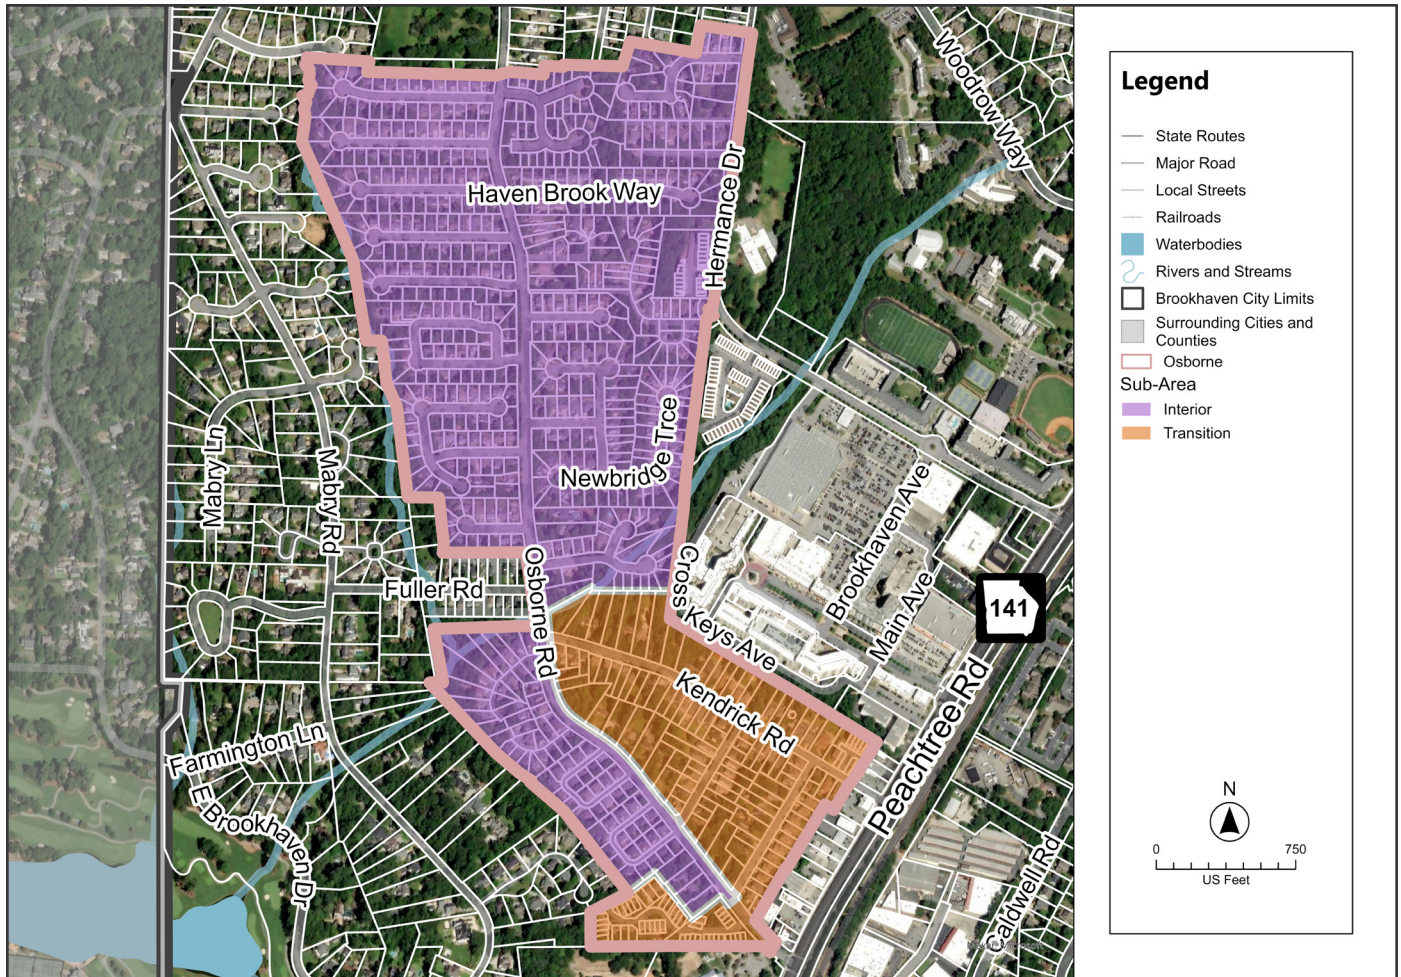 Woodrow Way
Haven Brook Way
Hermance Dr
Mabry Ln
Mabry Rd
Newbridge Trce
Brookhaven Ave
Main Ave
Fuller Rd
Osborne Rd
Cross Keys Ave
141
Kendrick Rd
Peachtree Rd
Farmington Ln
E Brookhaven Dr
Caldwell Rd
Legend
State Routes
Major Road
Local Streets
Railroads
Waterbodies
Rivers and Streams
Brookhaven City Limits
Surrounding Cities and
Counties
Osborne
Sub-Area
Interior
Transition
N
0 750
US Feet